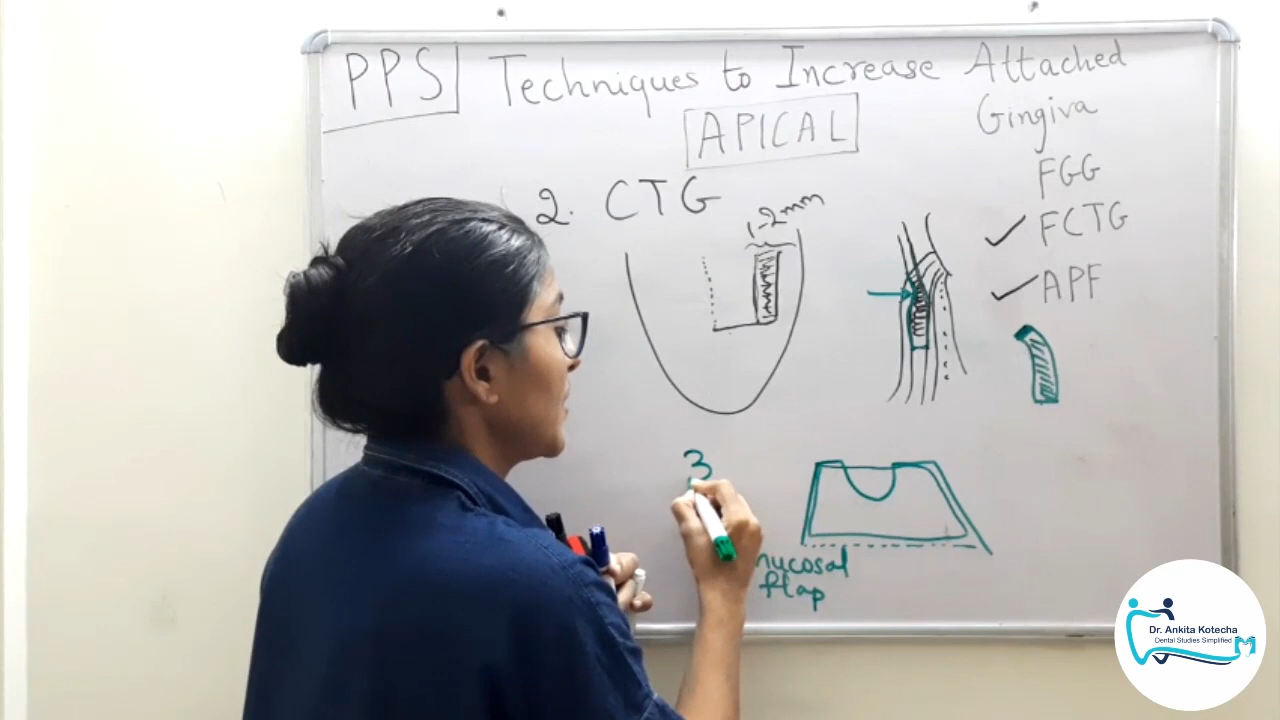 PPS Techniques to Increase Attached
Gingiva
APICAL
2. CTG
1-2mm
FGG
✓ FCTG
✓ APF
3
mucosal
flap
Dr. Ankita Kotecha
Dental Studies Simplified